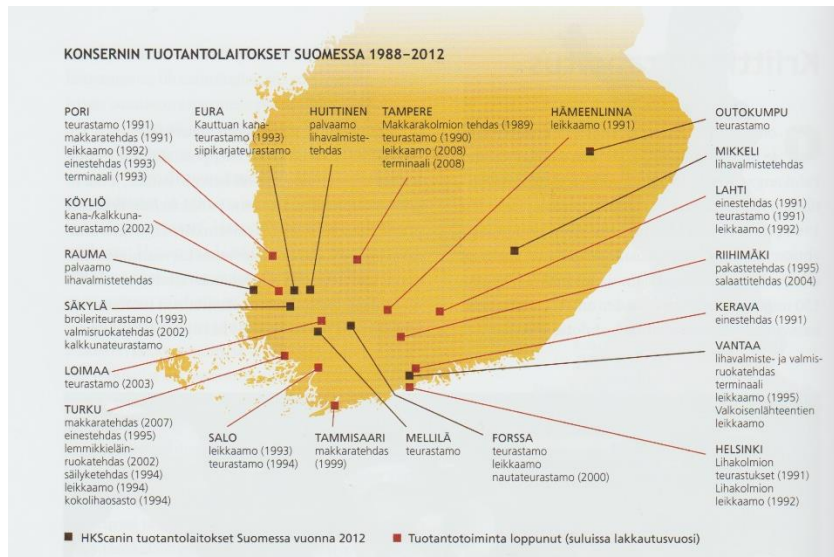 KONSERNIN TUOTANTOLAITOKSET SUOMESSA 1988–2012
PORI
teurastamo (1991)
makkaratehdas (1991)
leikkaamo (1992)
einestehdas (1993)
terminaali (1993)
EURA
Kauttuan kana-
teurastamo (1993)
siipikarjateurastamo
HUITTINEN
palvaamo
lihavalmiste-
tehdas
TAMPERE
Makkarakolmion tehdas (1989)
teurastamo (1990)
leikkaamo (2008)
terminaali (2008)
HÄMEENLINNA
leikkaamo (1991)
OUTOKUMPU
teurastamo
MIKKELI
lihavalmistetehdas
LAHTI
einestehdas (1991)
teurastamo (1991)
leikkaamo (1992)
KÖYLIÖ
kana-/kalkkuna-
teurastamo (2002)
RAUMA
palvaamo
lihavalmistetehdas
RIIHIMÄKI
pakastetehdas (1995)
salaattitehdas (2004)
SÄKYLÄ
broileriteurastamo (1993)
valmisruokatehdas (2002)
kalkkunateurastamo
KERAVA
einestehdas (1991)
VANTAA
lihavalmiste- ja valmis-
ruokatehdas
terminaali
leikkaamo (1995)
Valkoisenlähteentien
leikkaamo
LOIMAA
teurastamo (2003)
TURKU
makkaratehdas (2007)
einestehdas (1995)
lemmikkieläin-
ruokatehdas (2002)
säilyketehdas (1994)
leikkaamo (1994)
kokolihaosasto (1994)
SALO
leikkaamo (1993)
teurastamo (1994)
TAMMISAARI
makkaratehdas
(1999)
MELLILÄ
teurastamo
FORSSA
teurastamo
leikkaamo
nautateurastamo (2000)
HELSINKI
Lihakolmion
teurastukset (1991)
Lihakolmion
leikkaamo (1992)
HKScanin tuotantolaitokset Suomessa vuonna 2012
Tuotantotoiminta loppunut (suluissa lakkautusvuosi)